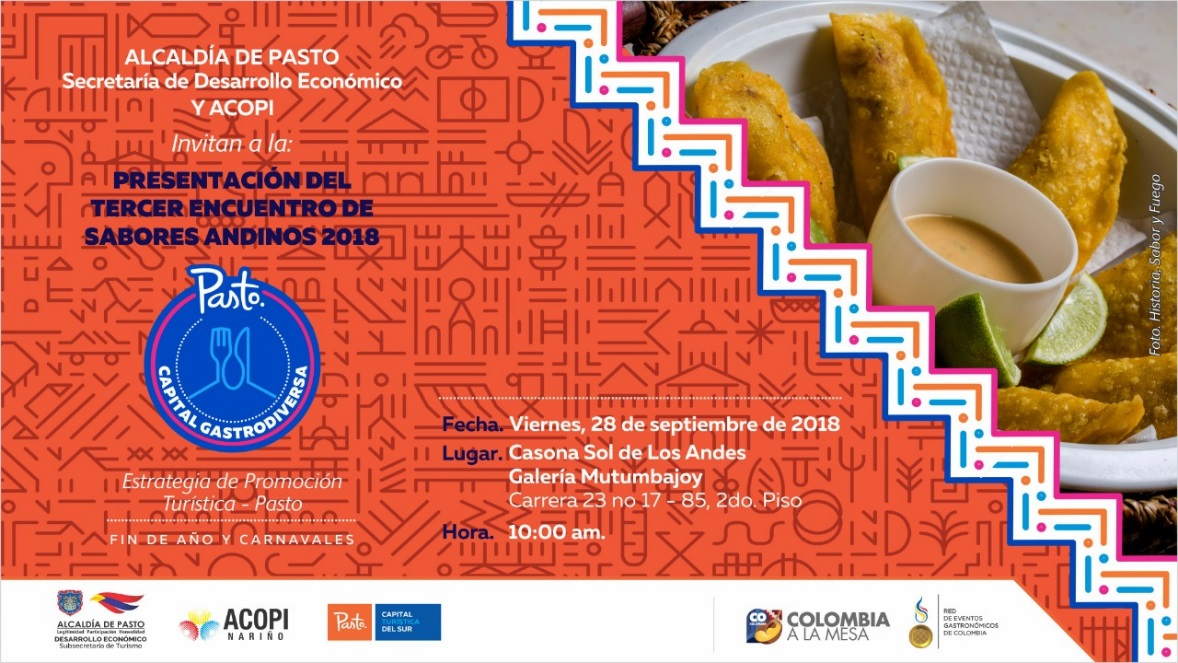 ALCALDÍA DE PASTO
Secretaría de Desarrollo Económico
Y ACOPI
Invitan a la:
PRESENTACIÓN DEL
TERCER ENCUENTRO DE
SABORES ANDINOS 2018
Pasto.
CAPITAL GASTRODIVERSA
Estrategia de Promoción
Turística - Pasto
FIN DE AÑO Y CARNAVALES
Fecha. Viernes, 28 de septiembre de 2018
Lugar. Casona Sol de Los Andes
Galería Mutumbajoy
Carrera 23 no 17 - 85, 2do. Piso
Hora. 10:00 am.
Foto. Historia, Sabor y Fuego
ALCALDÍA DE PASTO
Legitimidad Participación Honestidad
DESARROLLO ECONÓMICO
Subsecretaría de Turismo
ACOPI
NARIÑO
Pasto.
CAPITAL
TURÍSTICA
DEL SUR
CO
COLOMBIA
A LA MESA
RED
DE EVENTOS
GASTRONÓMICOS
DE COLOMBIA